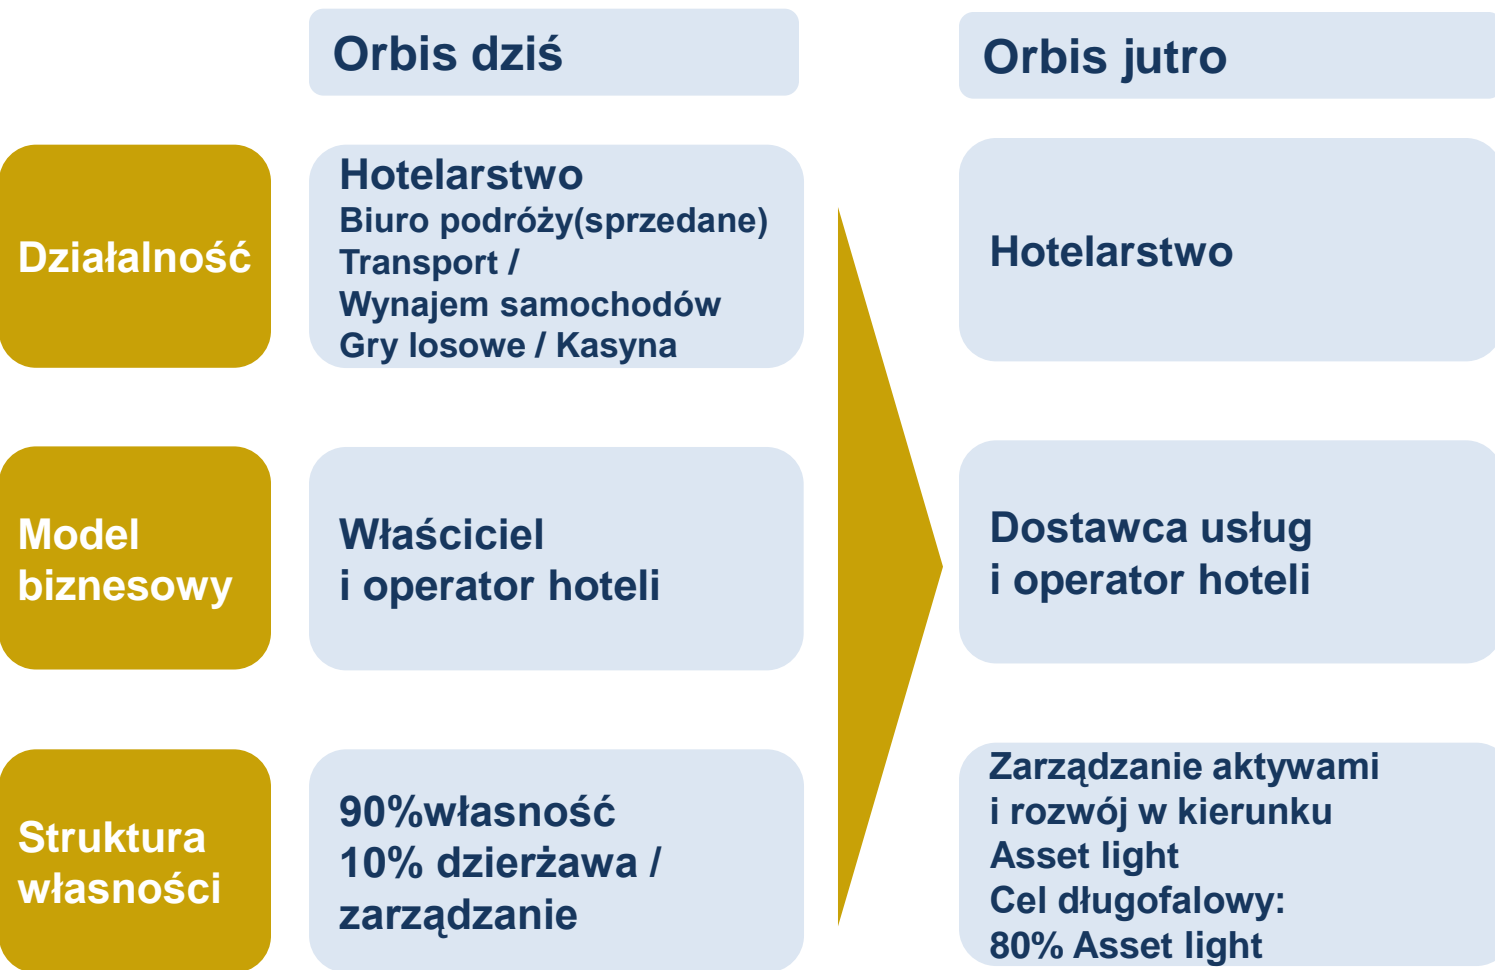 Orbis dziś
Orbis jutro
Działalność
Hotelarstwo
Biuro podróży(sprzedane)
Transport /
Wynajem samochodów
Gry losowe / Kasyna
Hotelarstwo
Model
biznesowy
Właściciel
i operator hoteli
Dostawca usług
i operator hoteli
Struktura
własności
90%własność
10% dzierżawa /
zarządzanie
Zarządzanie aktywami
i rozwój w kierunku
Asset light
Cel długofalowy:
80% Asset light